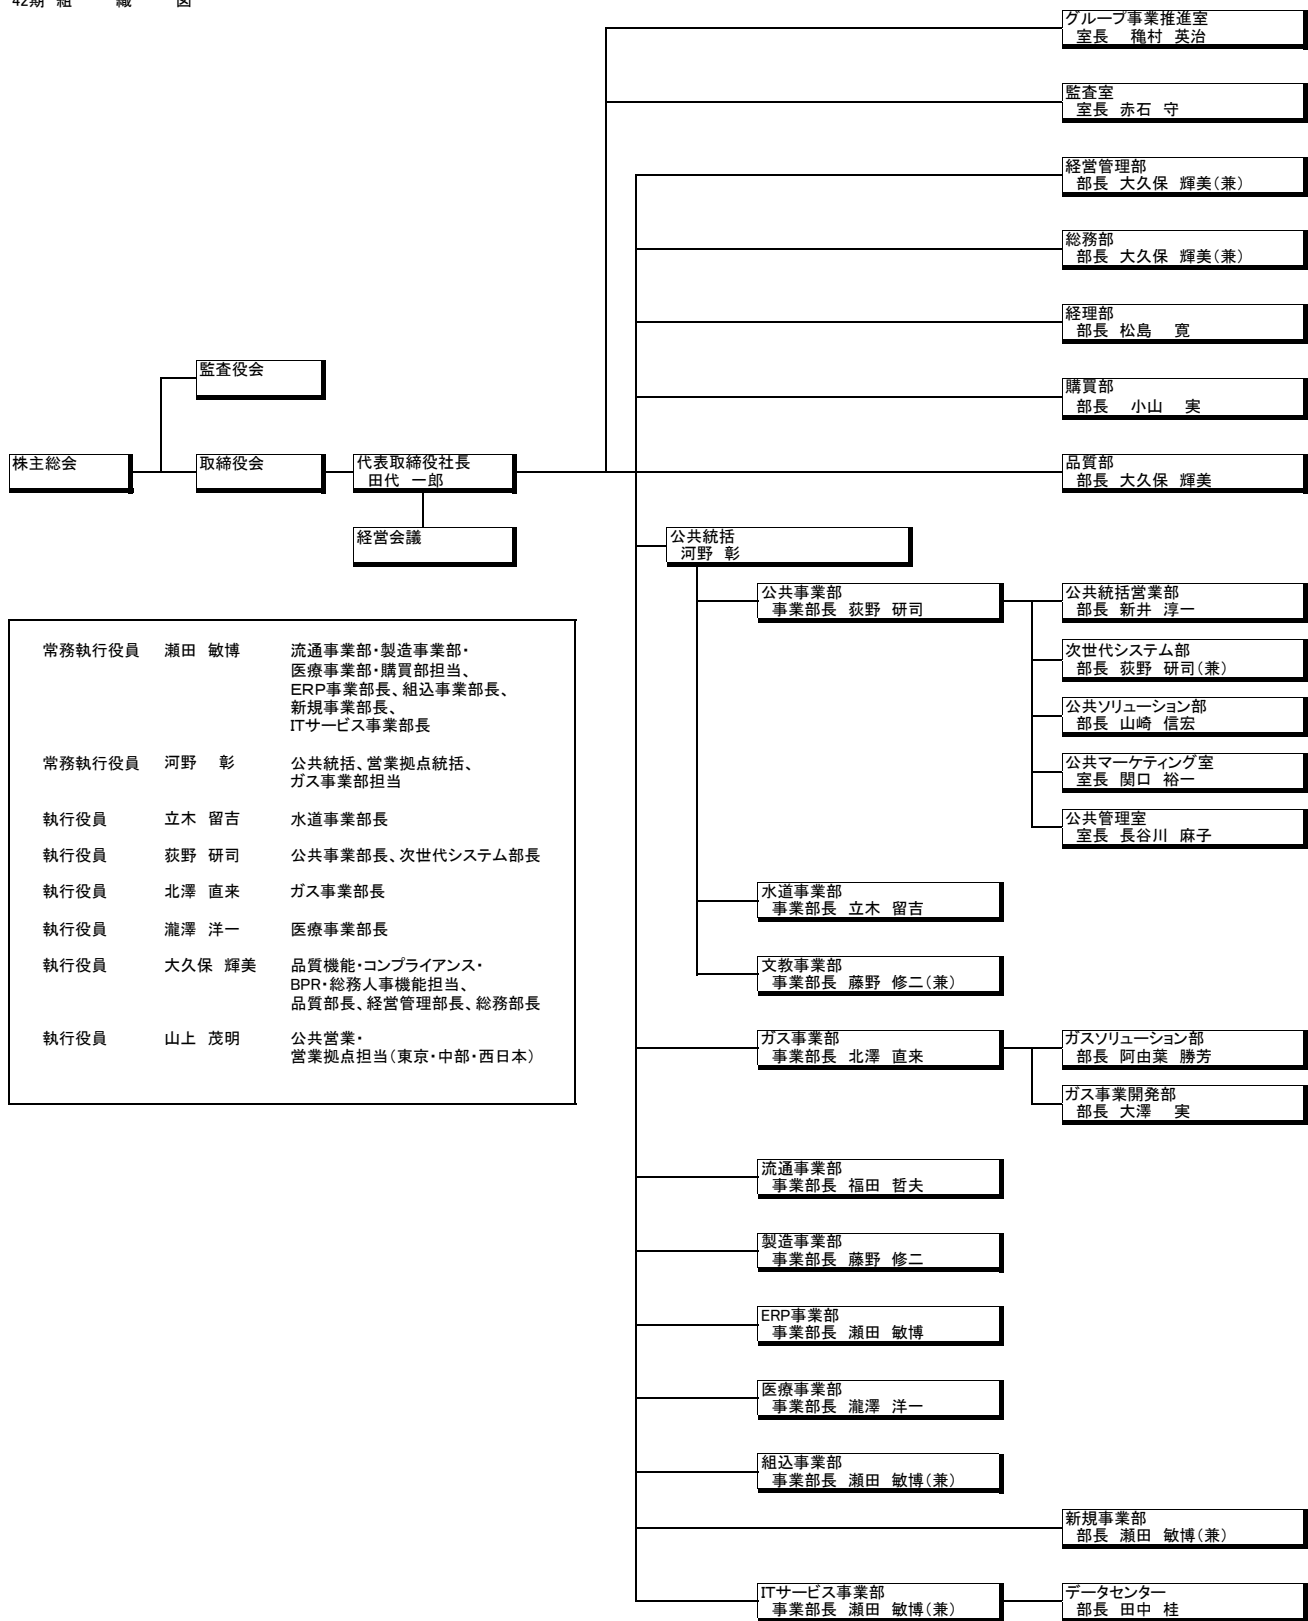 42期 組 織 図
グループ事業推進室
室長 穐村 英治
監査室
室長 赤石 守
経営管理部
部長 大久保 輝美(兼)
総務部
部長 大久保 輝美(兼)
経理部
部長 松島 寛
購買部
部長 小山 実
品質部
部長 大久保 輝美
監査役会
株主総会
取締役会
代表取締役社長
田代 一郎
経営会議
公共統括
河野 彰
公共事業部
事業部長 荻野 研司
公共統括営業部
部長 新井 淳一
次世代システム部
部長 荻野 研司(兼)
公共ソリューション部
部長 山崎 信宏
公共マーケティング室
室長 関口 裕一
公共管理室
室長 長谷川 麻子
水道事業部
事業部長 立木 留吉
文教事業部
事業部長 藤野 修二(兼)
ガス事業部
事業部長 北澤 直来
ガスソリューション部
部長 阿由葉 勝芳
ガス事業開発部
部長 大澤 実
流通事業部
事業部長 福田 哲夫
製造事業部
事業部長 藤野 修二
ERP事業部
事業部長 瀬田 敏博
医療事業部
事業部長 瀧澤 洋一
組込事業部
事業部長 瀬田 敏博(兼)
新規事業部
部長 瀬田 敏博(兼)
ITサービス事業部
事業部長 瀬田 敏博(兼)
データセンター
部長 田中 桂
常務執行役員 瀬田 敏博 流通事業部・製造事業部・
医療事業部・購買部担当、
ERP事業部長、組込事業部長、
新規事業部長、
ITサービス事業部長
常務執行役員 河野 彰 公共統括、営業拠点統括、
ガス事業部担当
執行役員 立木 留吉 水道事業部長
執行役員 荻野 研司 公共事業部長、次世代システム部長
執行役員 北澤 直来 ガス事業部長
執行役員 瀧澤 洋一 医療事業部長
執行役員 大久保 輝美 品質機能・コンプライアンス・
BPR・総務人事機能担当、
品質部長、経営管理部長、総務部長
執行役員 山上 茂明 公共営業・
営業拠点担当(東京・中部・西日本)